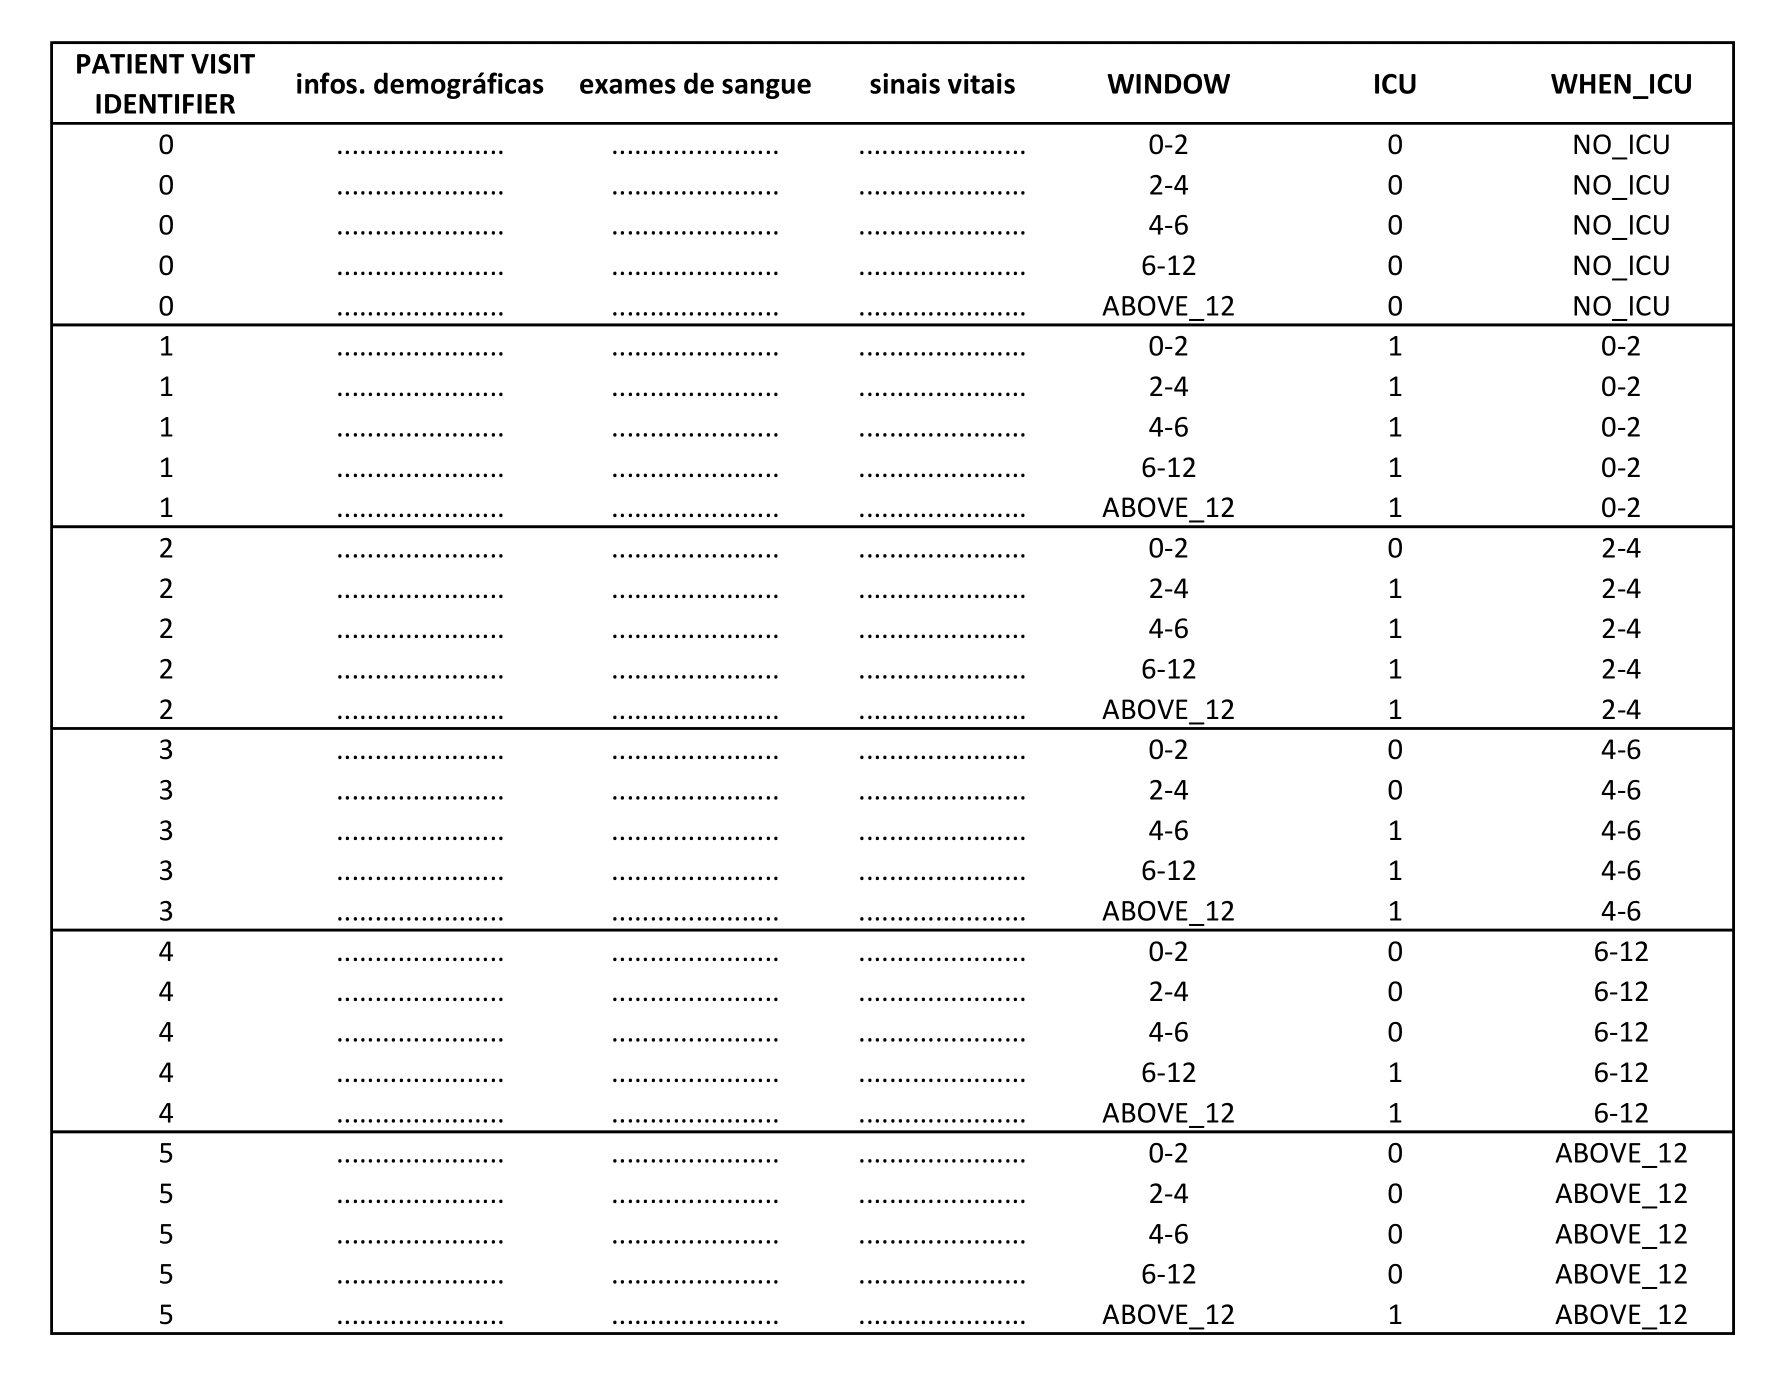 PATIENT VISIT IDENTIFIER infos. demográficas exames de sangue sinais vitais WINDOW ICU WHEN_ICU
0 ...................... ...................... ...................... 0-2 0 NO_ICU
0 ...................... ...................... ...................... 2-4 0 NO_ICU
0 ...................... ...................... ...................... 4-6 0 NO_ICU
0 ...................... ...................... ...................... 6-12 0 NO_ICU
0 ...................... ...................... ...................... ABOVE_12 0 NO_ICU
1 ...................... ...................... ...................... 0-2 1 0-2
1 ...................... ...................... ...................... 2-4 1 0-2
1 ...................... ...................... ...................... 4-6 1 0-2
1 ...................... ...................... ...................... 6-12 1 0-2
1 ...................... ...................... ...................... ABOVE_12 1 0-2
2 ...................... ...................... ...................... 0-2 0 2-4
2 ...................... ...................... ...................... 2-4 1 2-4
2 ...................... ...................... ...................... 4-6 1 2-4
2 ...................... ...................... ...................... 6-12 1 2-4
2 ...................... ...................... ...................... ABOVE_12 1 2-4
3 ...................... ...................... ...................... 0-2 0 4-6
3 ...................... ...................... ...................... 2-4 0 4-6
3 ...................... ...................... ...................... 4-6 1 4-6
3 ...................... ...................... ...................... 6-12 1 4-6
3 ...................... ...................... ...................... ABOVE_12 1 4-6
4 ...................... ...................... ...................... 0-2 0 6-12
4 ...................... ...................... ...................... 2-4 0 6-12
4 ...................... ...................... ...................... 4-6 0 6-12
4 ...................... ...................... ...................... 6-12 1 6-12
4 ...................... ...................... ...................... ABOVE_12 1 6-12
5 ...................... ...................... ...................... 0-2 0 ABOVE_12
5 ...................... ...................... ...................... 2-4 0 ABOVE_12
5 ...................... ...................... ...................... 4-6 0 ABOVE_12
5 ...................... ...................... ...................... 6-12 0 ABOVE_12
5 ...................... ...................... ...................... ABOVE_12 1 ABOVE_12